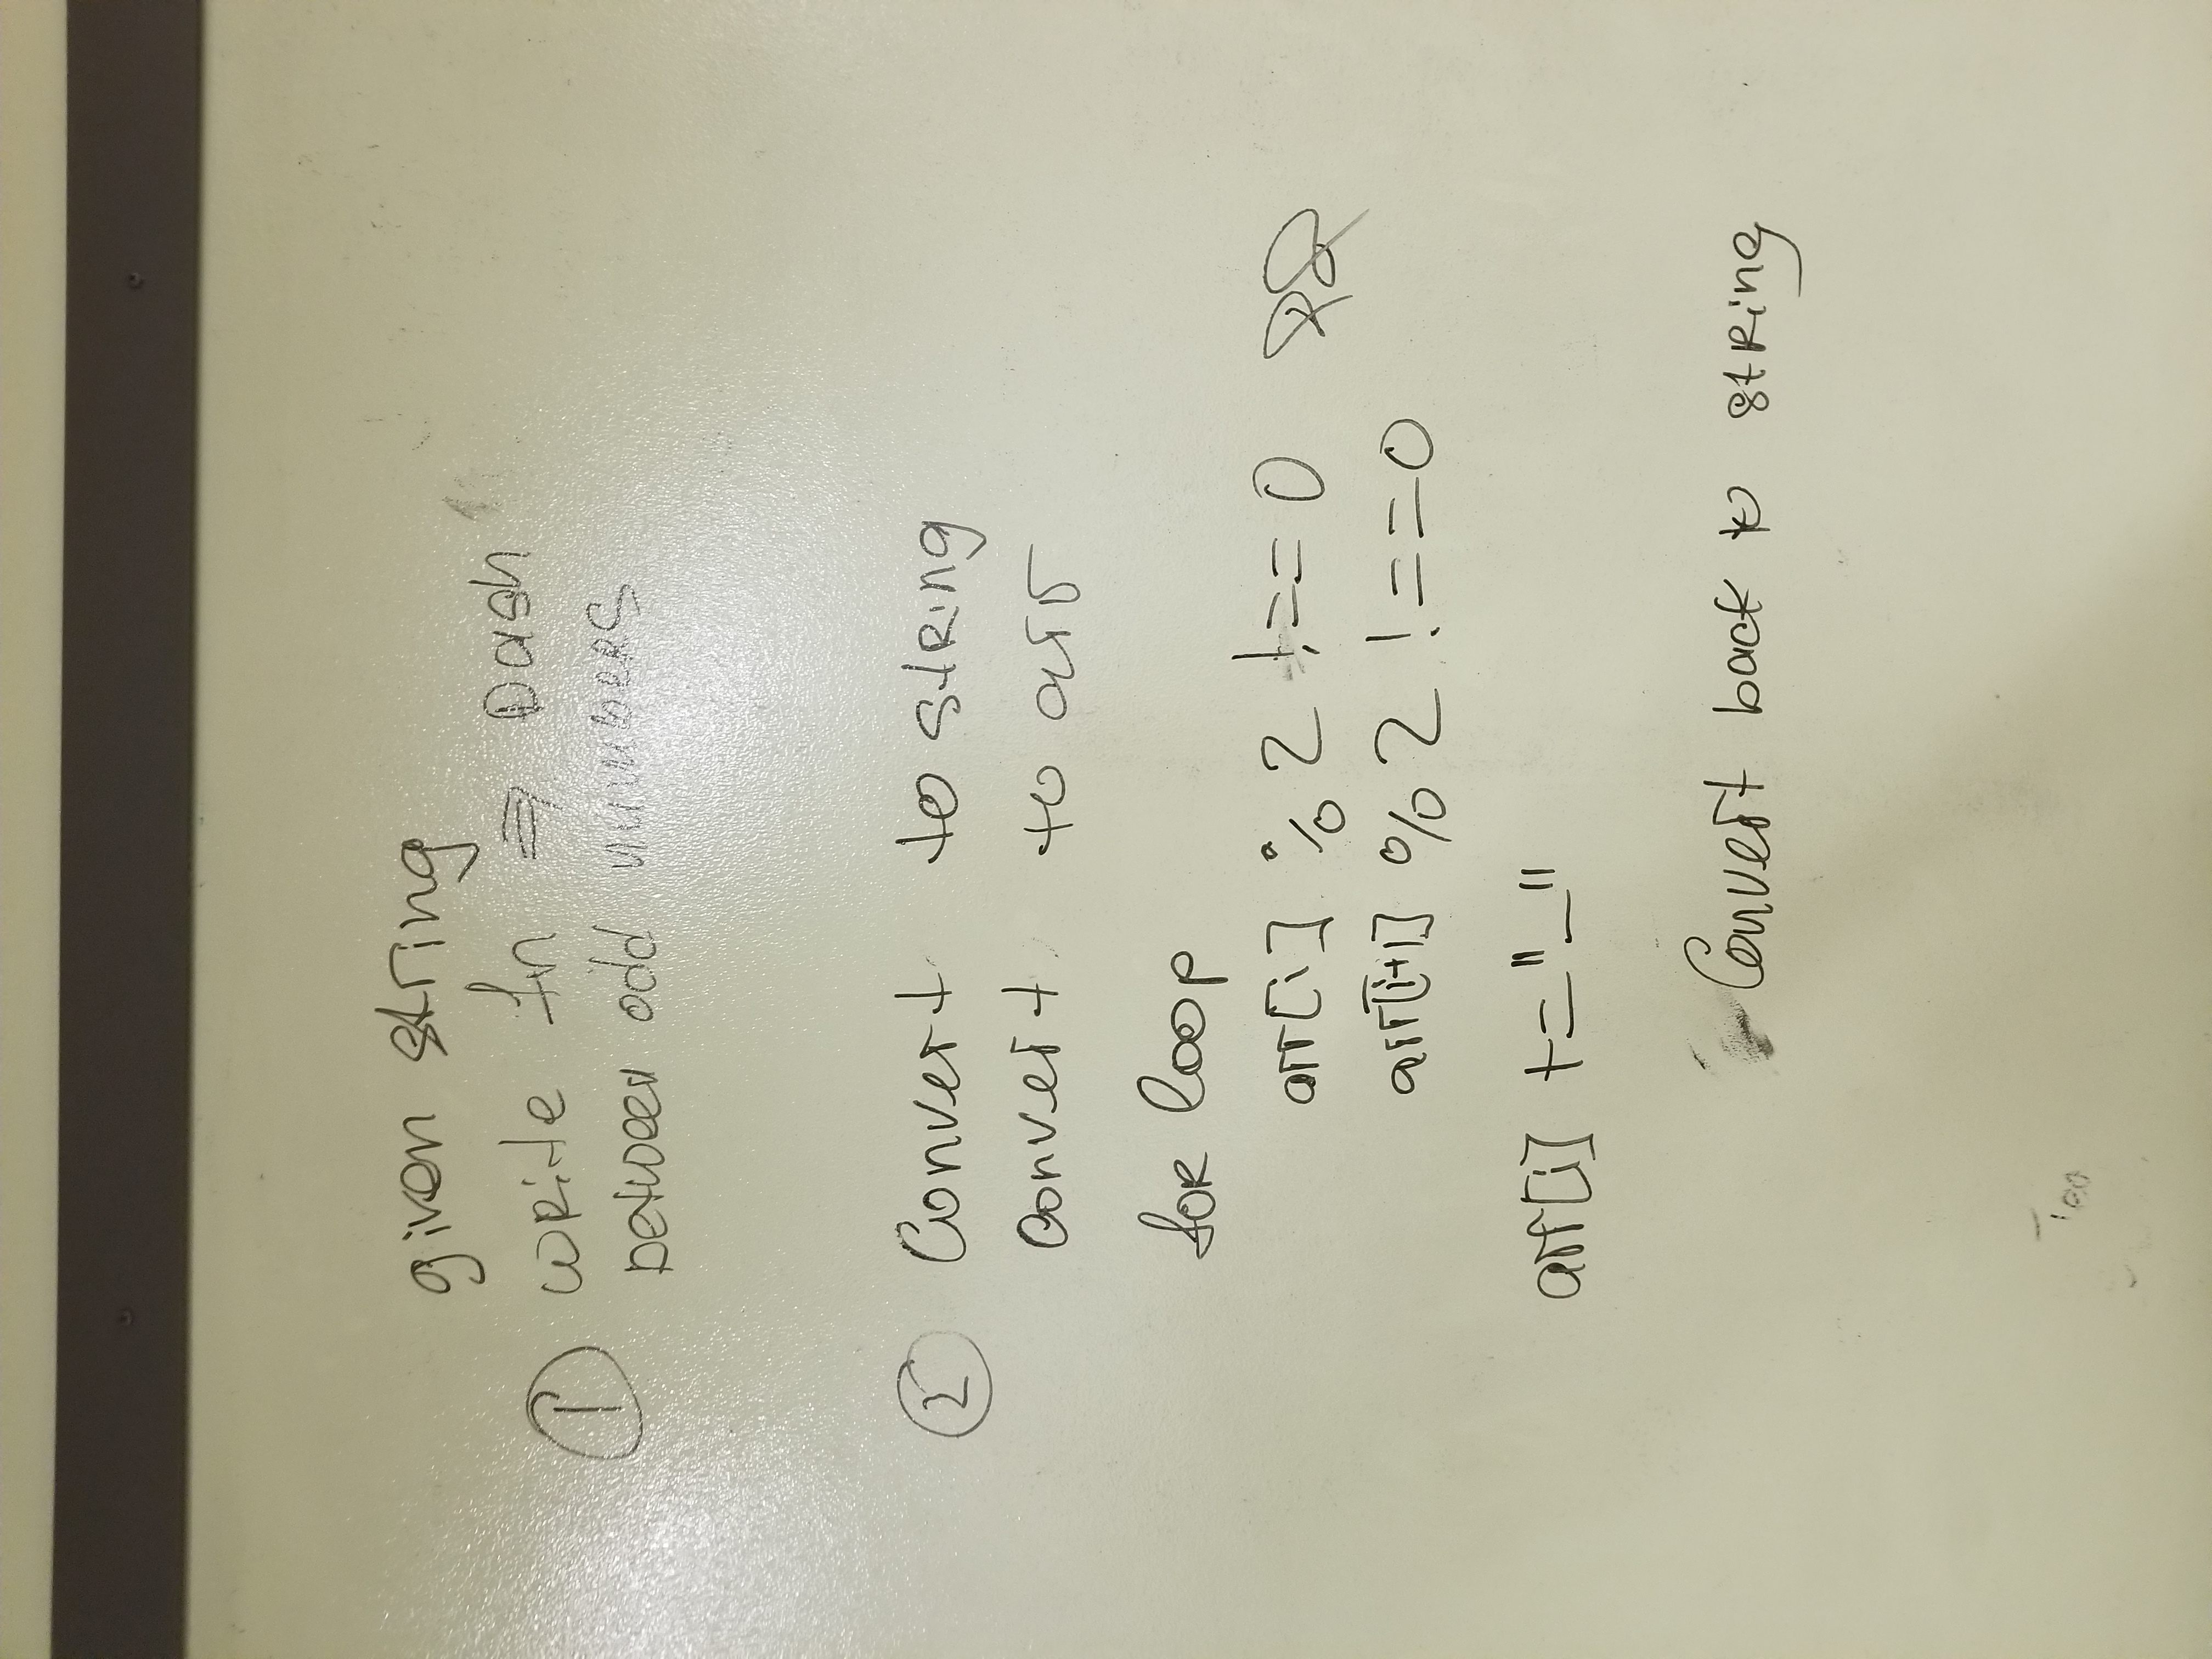 given string
① write fn ⇒ Dash
between odd numbers
② Convert to string
Convert to arr
for loop
arr[i] % 2 !== 0
arr[i+1] % 2 !== 0
arr[i] += "-"
Convert back to string